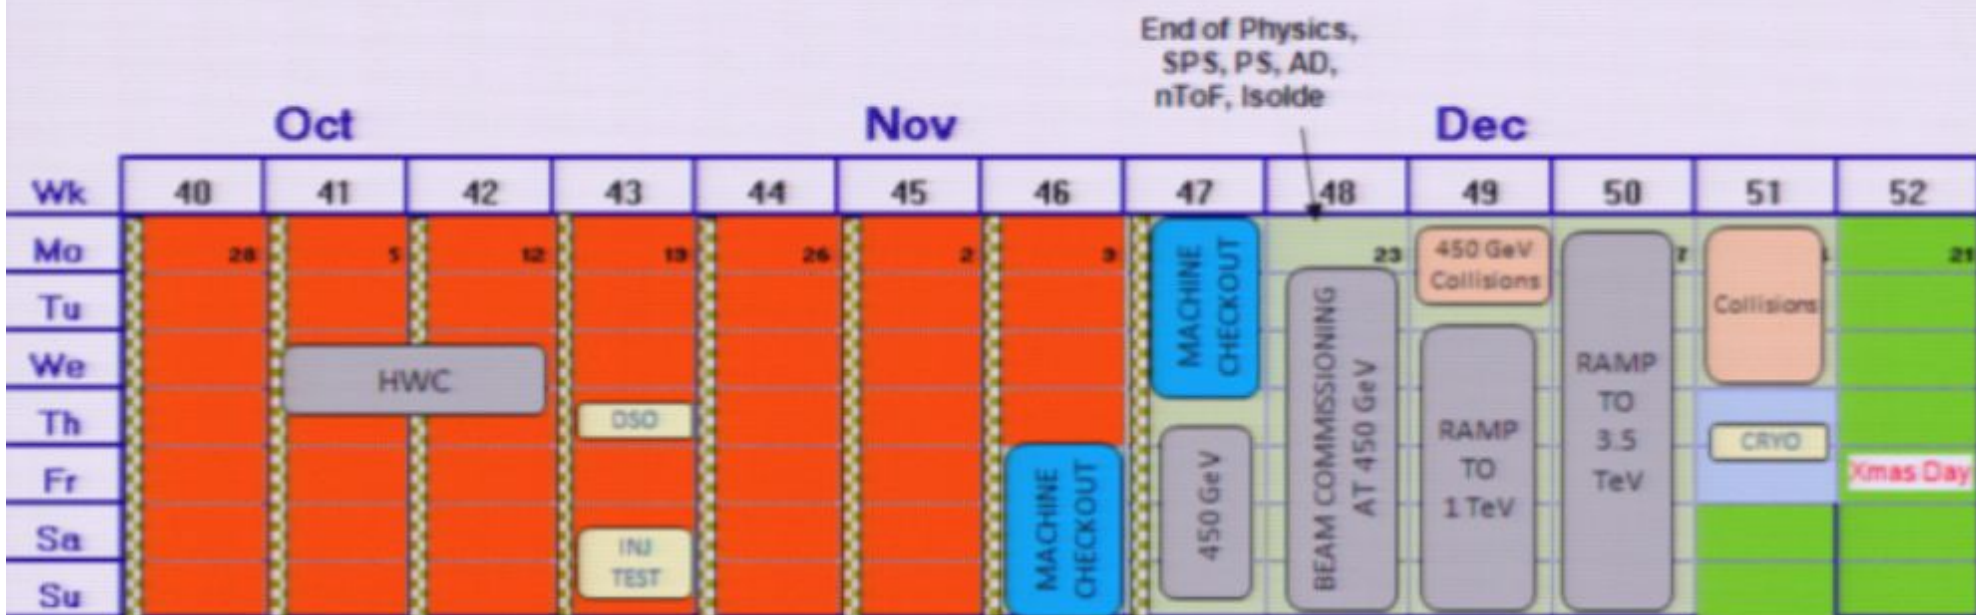 End of Physics,
SPS, PS, AD,
nToF, Isolde
Oct Nov Dec
Wk 40 41 42 43 44 45 46 47 48 49 50 51 52
Mo 28 5 12 19 26 2 9 23 7 21
Tu
We
Th
Fr
Sa
Su
HWC
DSO
INJ
TEST
MACHINE
CHECKOUT
MACHINE
CHECKOUT
450 GeV
BEAM COMMISSIONING
AT 450 GeV
450 GeV
Collisions
RAMP
TO
1 TeV
RAMP
TO
3.5
TeV
Collisions
CRYO
Xmas Day